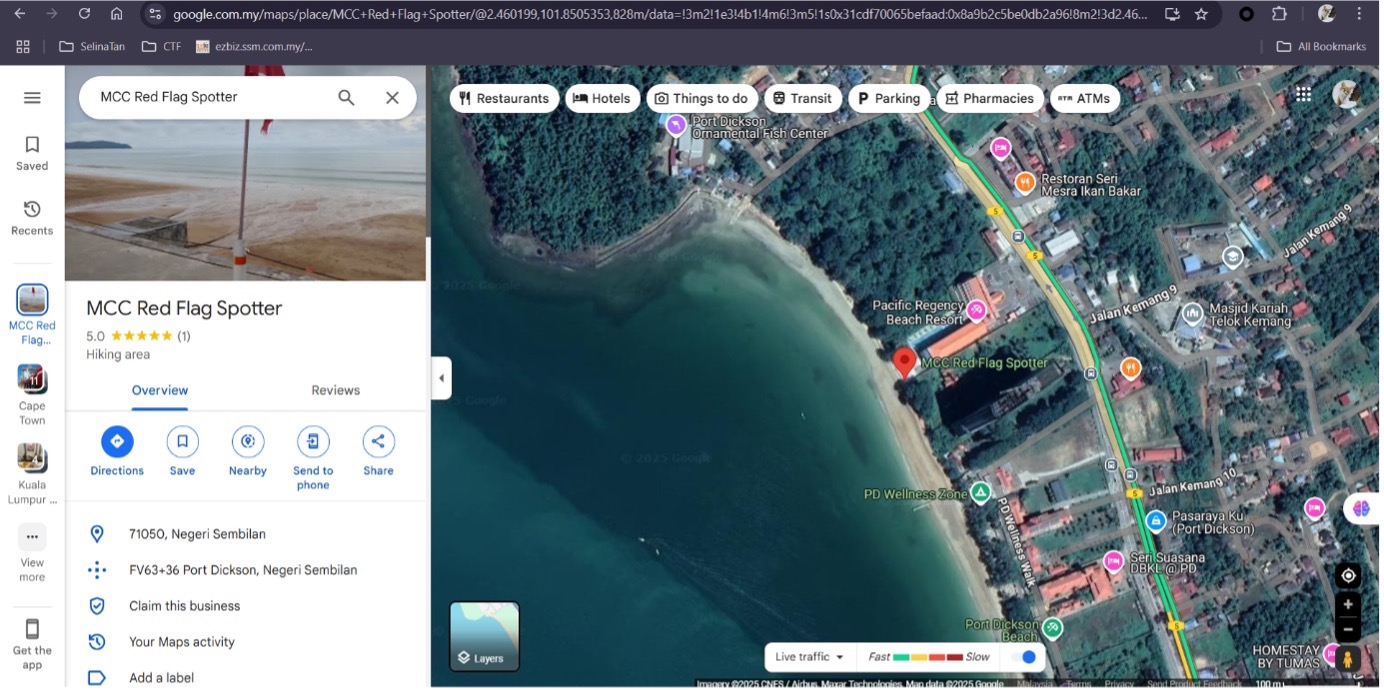 google.com.my/maps/place/MCC+Red+Flag+Spotter/@2.460199,101.8505353,828m/data=!3m2!1e3!4b1!4m6!3m5!1s0x31cdf70065befaad:0x8a9b2c5be0db2a96!8m2!3d2.46...
SelinaTan
CTF
ezbiz.ssm.com.my/...
All Bookmarks
MCC Red Flag Spotter
Saved
Recents
MCC Red
Flag...
Cape
Town
Kuala
Lumpur ...
View
more
Get the
app
MCC Red Flag Spotter
5.0 (1)
Hiking area
Overview
Reviews
Directions
Save
Nearby
Send to
phone
Share
71050, Negeri Sembilan
FV63+36 Port Dickson, Negeri Sembilan
Claim this business
Your Maps activity
Add a label
Restaurants
Hotels
Things to do
Transit
P Parking
Pharmacies
ATM ATMs
Port Dickson
Ornamental Fish Center
Restoran Seri
Mesra Ikan Bakar
5
5
Jalan Kemang 9
Jalan Kemang 9
Pacific Regency
Beach Resort
Masjid Kariah
Telok Kemang
MCC Red Flag Spotter
© 2025 Google
PD Wellness Zone
PD Wellness Walk
Jalan Kemang 10
5
Pasaraya Ku
(Port Dickson)
Seri Suasana
DBKL @ PD
Port Dickson
Beach
5
HOMESTAY
BY TUMAS
Layers
Live traffic
Fast
Slow
Imagery ©2025 CNES / Airbus, Maxar Technologies, Map data ©2025 Google
Malaysia
Terms
Privacy
Send Product Feedback
100 m